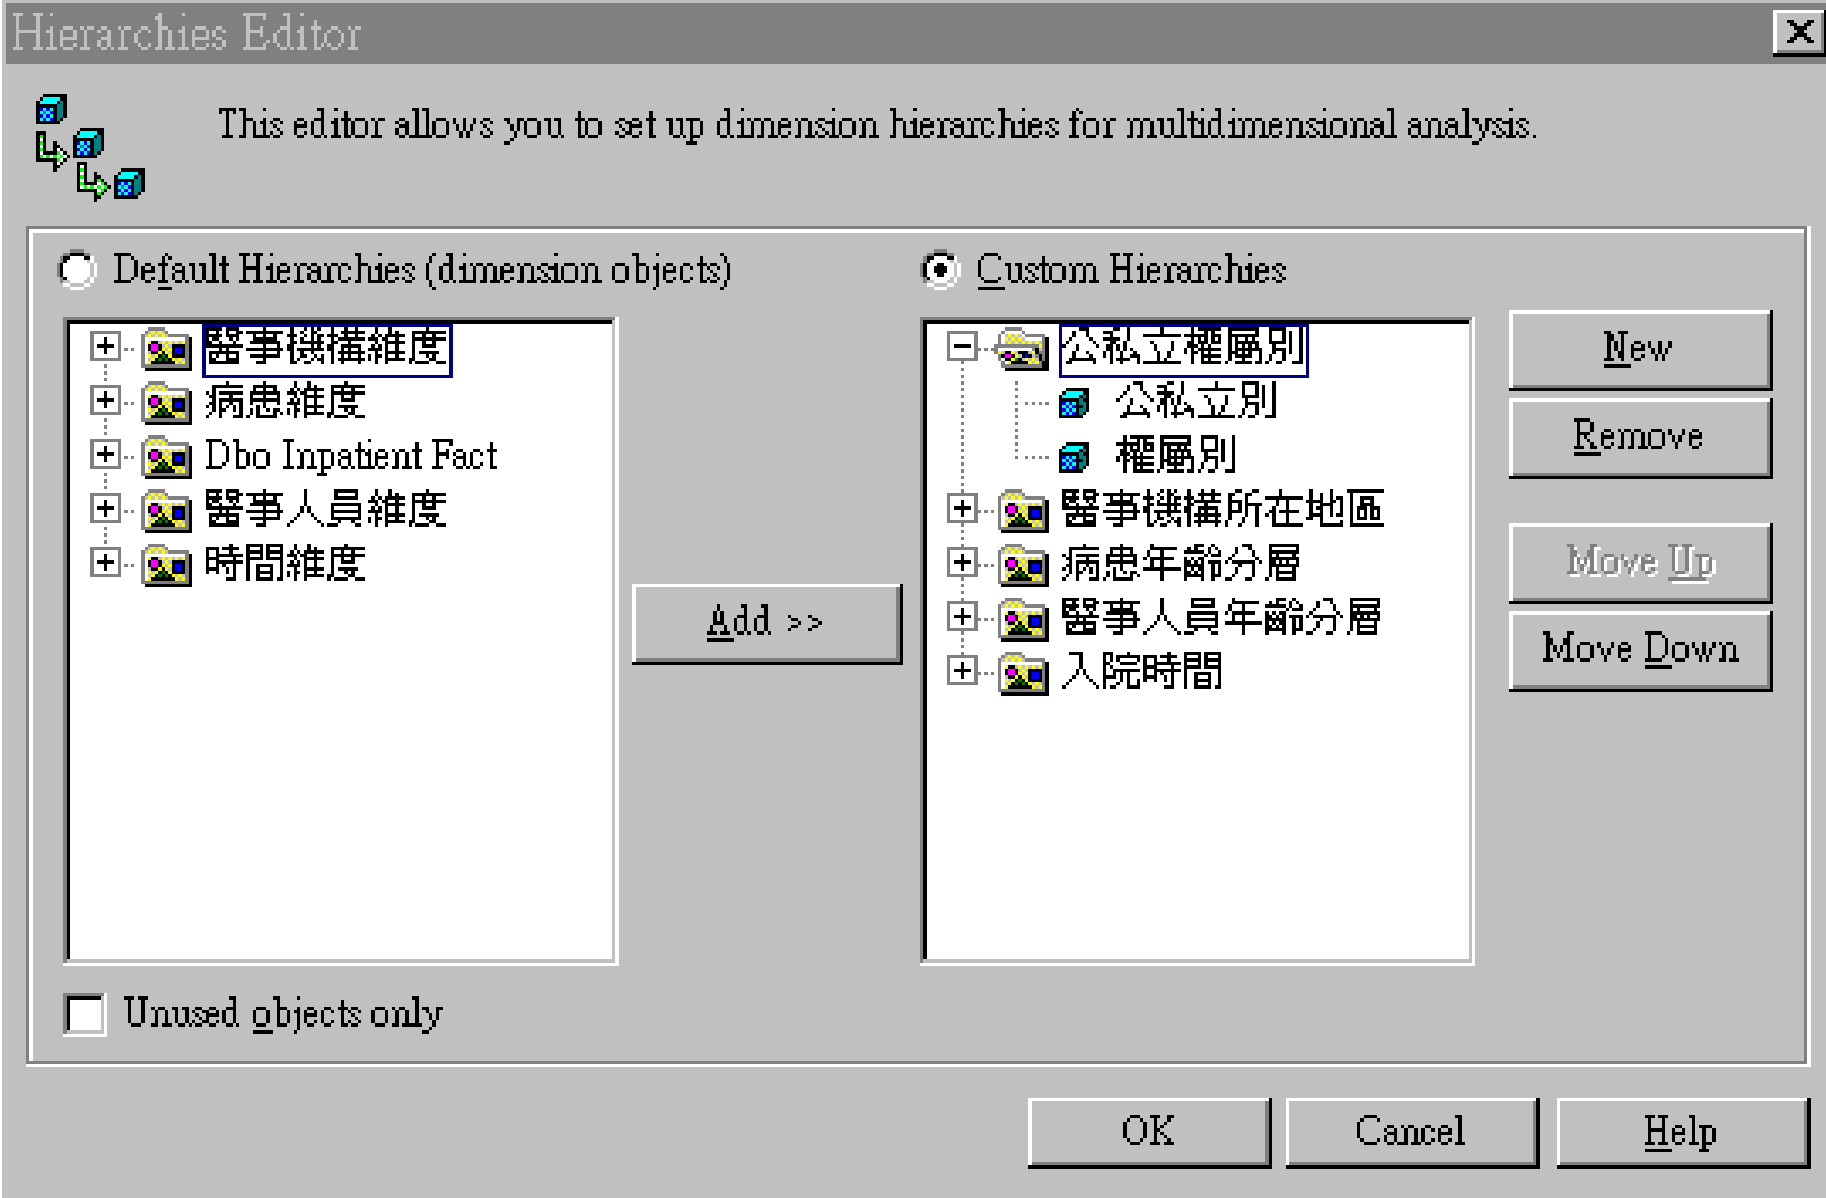 Hierarchies Editor
This editor allows you to set up dimension hierarchies for multidimensional analysis.
Default Hierarchies (dimension objects)
醫事機構維度
病患維度
Dbo Inpatient Fact
醫事人員維度
時間維度
Unused objects only
Add >>
Custom Hierarchies
公私立權屬別
公私立別
權屬別
醫事機構所在地區
病患年齡分層
醫事人員年齡分層
入院時間
New
Remove
Move Up
Move Down
OK
Cancel
Help